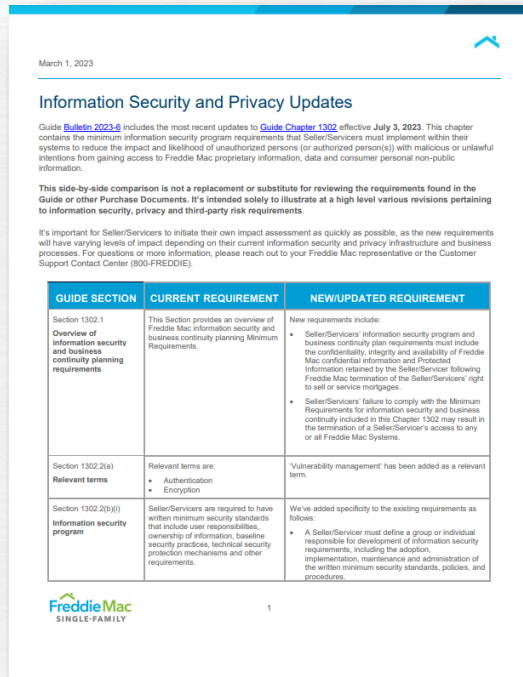 March 1, 2023
Information Security and Privacy Updates
Guide Bulletin 2023-6 includes the most recent updates to Guide Chapter 1302 effective July 3, 2023. This chapter
contains the minimum information security program requirements that Seller/Servicers must implement within their
systems to reduce the impact and likelihood of unauthorized persons (or authorized person(s)) with malicious or unlawful
intentions from gaining access to Freddie Mac proprietary information, data and consumer personal non-public
information.
This side-by-side comparison is not a replacement or substitute for reviewing the requirements found in the
Guide or other Purchase Documents. It's intended solely to illustrate at a high level various revisions pertaining
to information security, privacy and third-party risk requirements.
It's important for Seller/Servicers to initiate their own impact assessment as quickly as possible, as the new requirements
will have varying levels of impact depending on their current information security and privacy infrastructure and business
processes. For questions or more information, please reach out to your Freddie Mac representative or the Customer
Support Contact Center (800-FREDDIE).
GUIDE SECTION CURRENT REQUIREMENT NEW/UPDATED REQUIREMENT
Section 1302.1
Overview of
information security
and business
continuity planning
requirements
This Section provides an overview of
Freddie Mac information security and
business continuity planning Minimum
Requirements.
New requirements include:
• Seller/Servicers' information security program and
business continuity plan requirements must include
the confidentiality, integrity and availability of Freddie
Mac confidential information and Protected
Information retained by the Seller/Servicer following
Freddie Mac termination of the Seller/Servicers' right
to sell or service mortgages.
• Seller/Servicers' failure to comply with the Minimum
Requirements for information security and business
continuity included in this Chapter 1302 may result in
the termination of a Seller/Servicer's access to any
or all Freddie Mac Systems.
Section 1302.2(a)
Relevant terms
Relevant terms are:
• Authentication
• Encryption
'Vulnerability management' has been added as a relevant
term.
Section 1302.2(b)(i)
Information security
program
Seller/Servicers are required to have
written minimum security standards
that include user responsibilities,
ownership of information, baseline
security practices, technical security
protection mechanisms and other
requirements.
We've added specificity to the existing requirements as
follows:
• A Seller/Servicer must define a group or individual
responsible for development of information security
requirements, including the adoption,
implementation, maintenance and administration of
the written minimum security standards, policies, and
procedures.
Freddie Mac
SINGLE-FAMILY
1